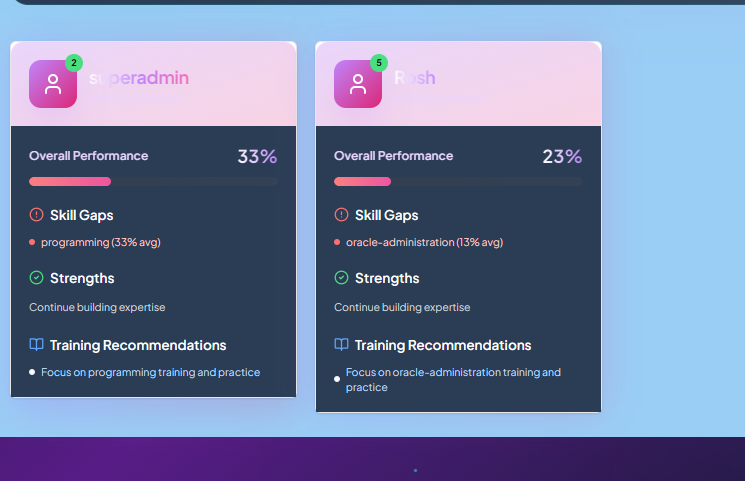 2
superadmin
Overall Performance 33%
Skill Gaps
programming (33% avg)
Strengths
Continue building expertise
Training Recommendations
Focus on programming training and practice
5
Rosh
Overall Performance 23%
Skill Gaps
oracle-administration (13% avg)
Strengths
Continue building expertise
Training Recommendations
Focus on oracle-administration training and
practice